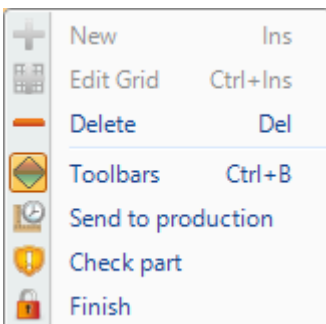 New Ins
Edit Grid Ctrl+Ins
Delete Del
Toolbars Ctrl+B
Send to production
Check part
Finish